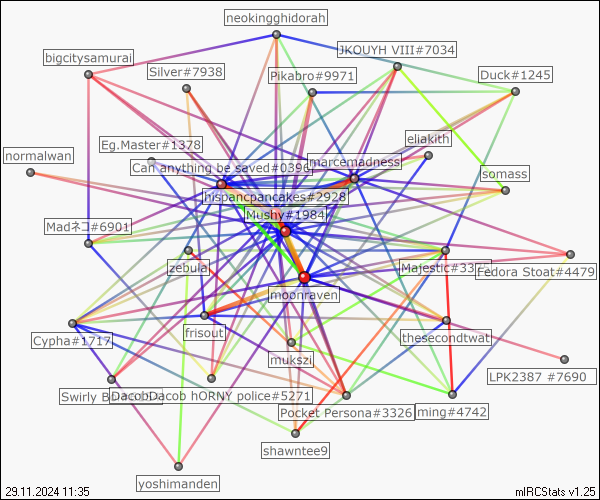 neokingghidorah
JKOUYH VIII#7034
bigcitysamurai
Silver#7938
Pikabro#9971
Duck#1245
Eg.Master#1378
eliakith
normalwan
Can anything be saved#0396
marcemadness
somass
hispancpancakes#2928
Mushy#1984
Madネコ#6901
zebula
Majestic#33
Fedora Stoat#4479
moonraven
Cypha#1717
frisout
thesecondtwat
mukszi
LPK2387 #7690
Swirly
Dacob hORNY police#5271
Pocket Persona#3326
ming#4742
shawntee9
yoshimanden
29.11.2024 11:35
mIRCStats v1.25